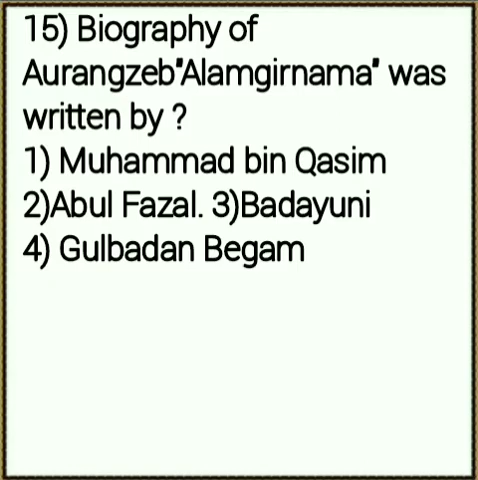 15) Biography of
Aurangzeb"Alamgirnama" was
written by ?
1) Muhammad bin Qasim
2)Abul Fazal. 3)Badayuni
4) Gulbadan Begam